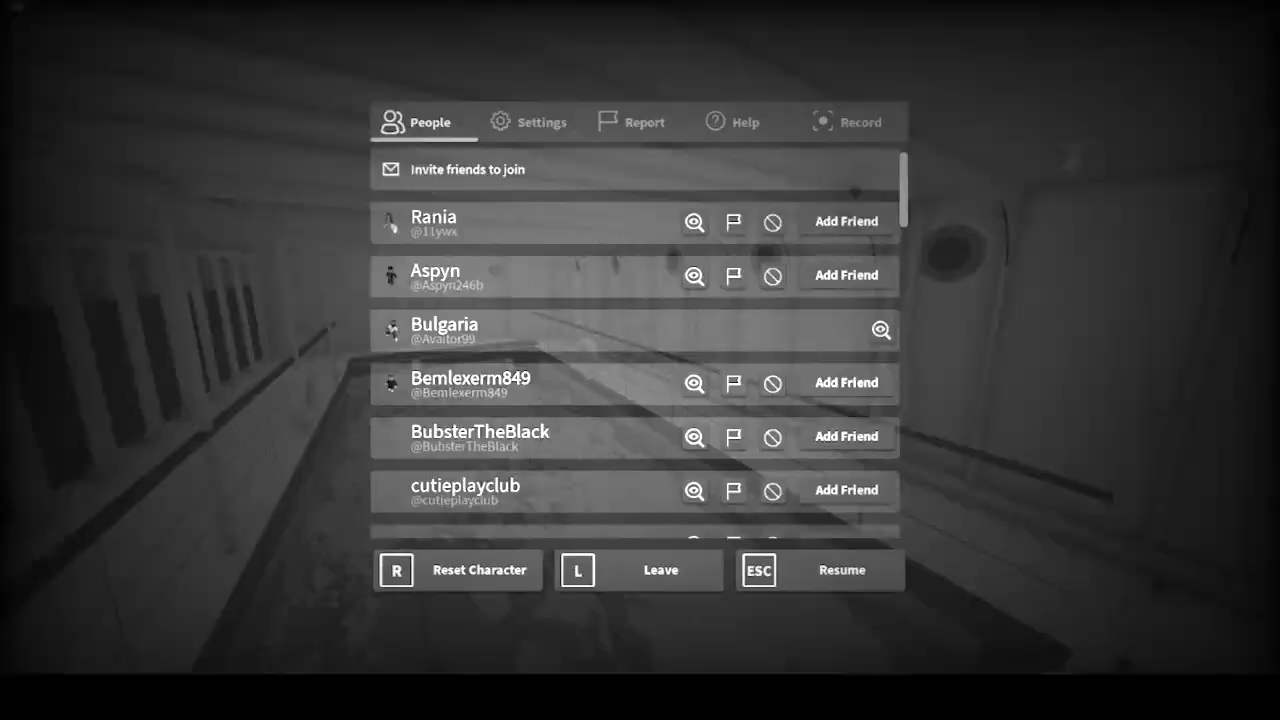 People
Settings
Report
Help
Record
Invite friends to join
Rania
@11ywx
Add Friend
Aspyn
@Aspyn246b
Add Friend
Bulgaria
@Avaitor99
Bemlexerm849
@Bemlexerm849
Add Friend
BubsterTheBlack
@BubsterTheBlack
Add Friend
cutieplayclub
@cutieplayclub
Add Friend
R Reset Character
L Leave
ESC Resume